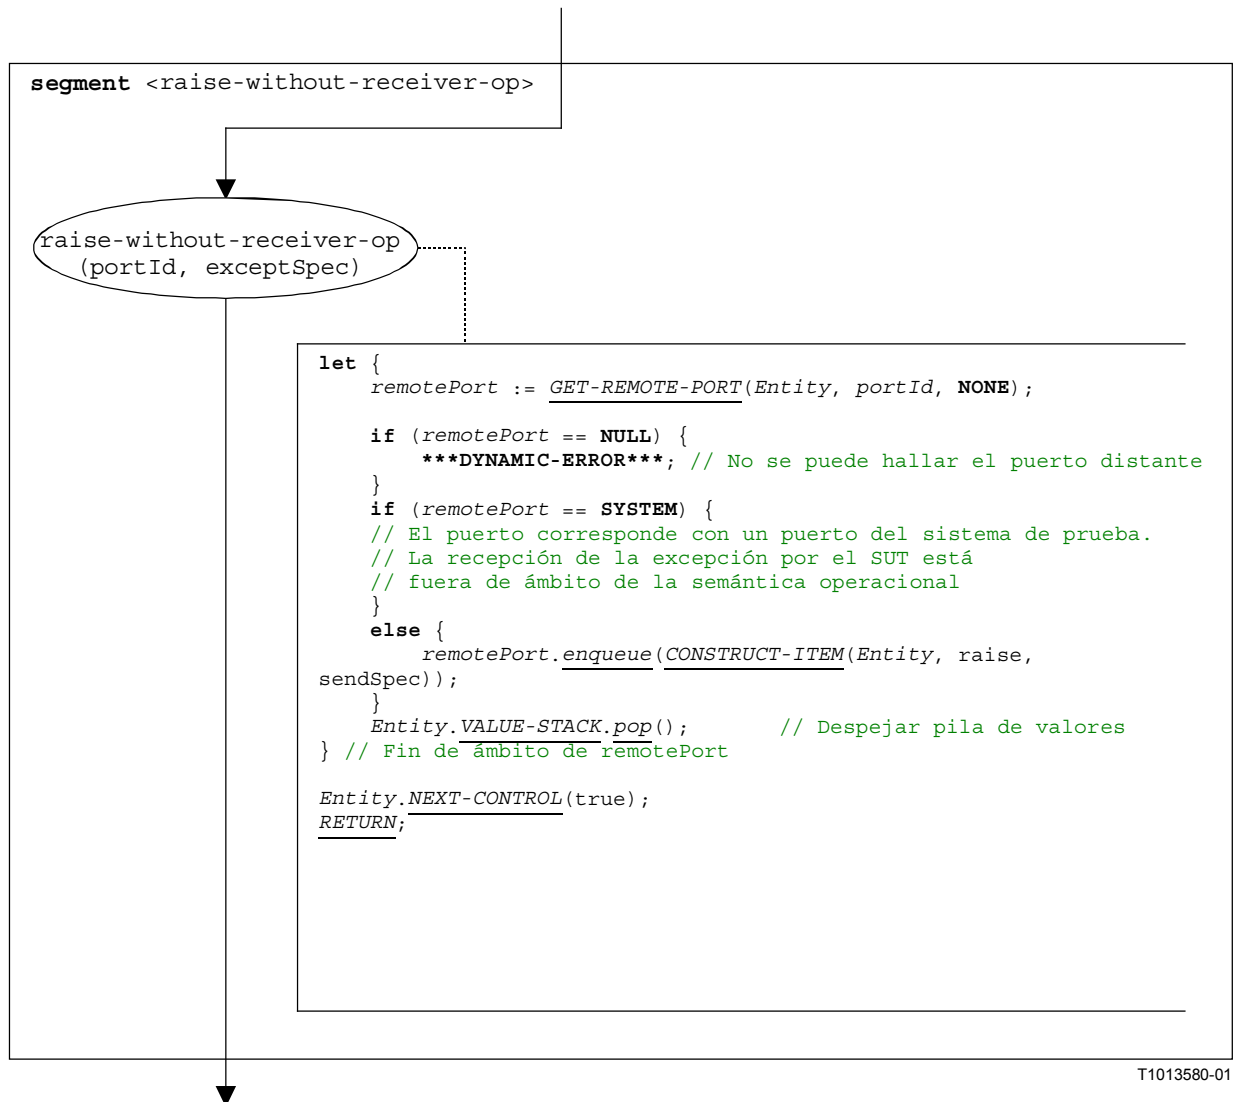 segment <raise-without-receiver-op>
raise-without-receiver-op
(portId, exceptSpec)
let {
remotePort := GET-REMOTE-PORT(Entity, portId, NONE);
if (remotePort == NULL) {
***DYNAMIC-ERROR***; // No se puede hallar el puerto distante
}
if (remotePort == SYSTEM) {
// El puerto corresponde con un puerto del sistema de prueba.
// La recepción de la excepción por el SUT está
// fuera de ámbito de la semántica operacional
}
else {
remotePort.enqueue(CONSTRUCT-ITEM(Entity, raise,
sendSpec));
}
Entity.VALUE-STACK.pop(); // Despejar pila de valores
} // Fin de ámbito de remotePort
Entity.NEXT-CONTROL(true);
RETURN;
T1013580-01